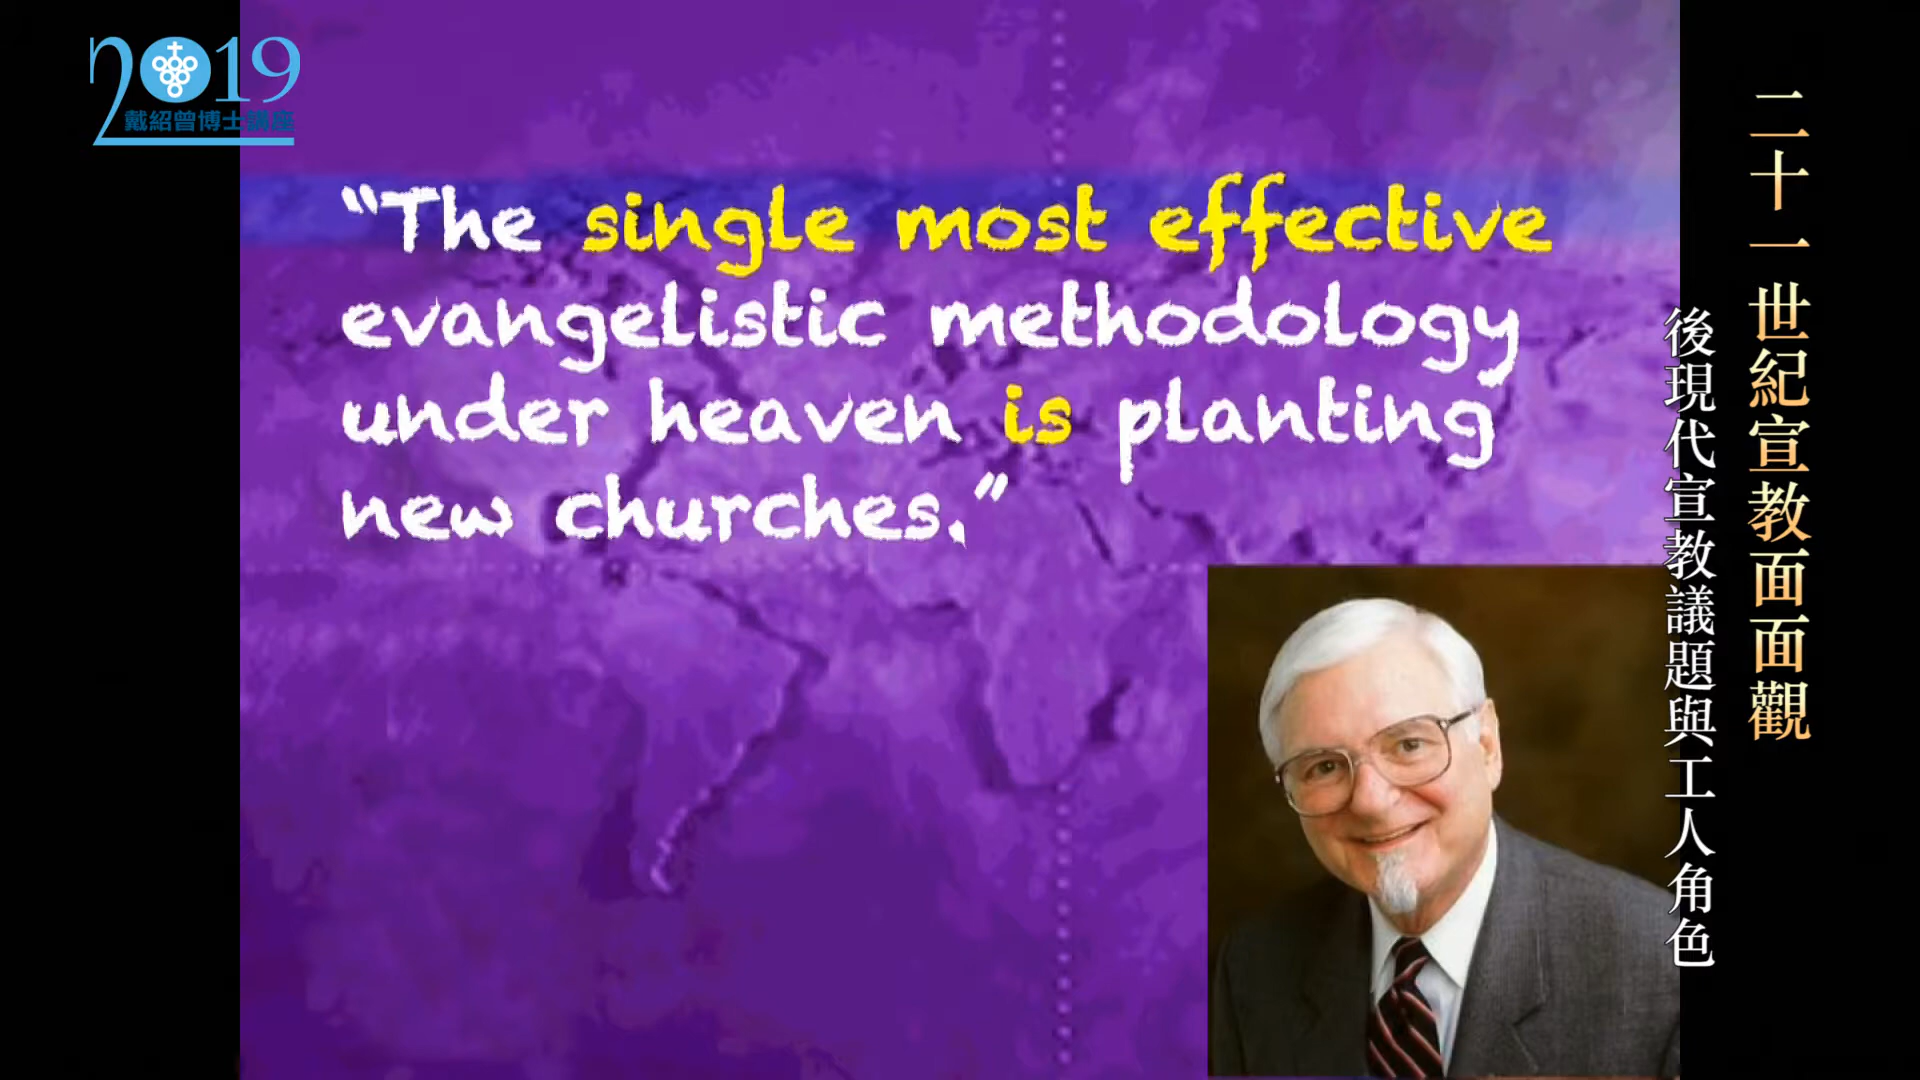 2019
戴紹曾博士講座
“The single most effective
evangelistic methodology
under heaven is planting
new churches.”
二十一世紀宣教面面觀
後現代宣教議題與工人角色